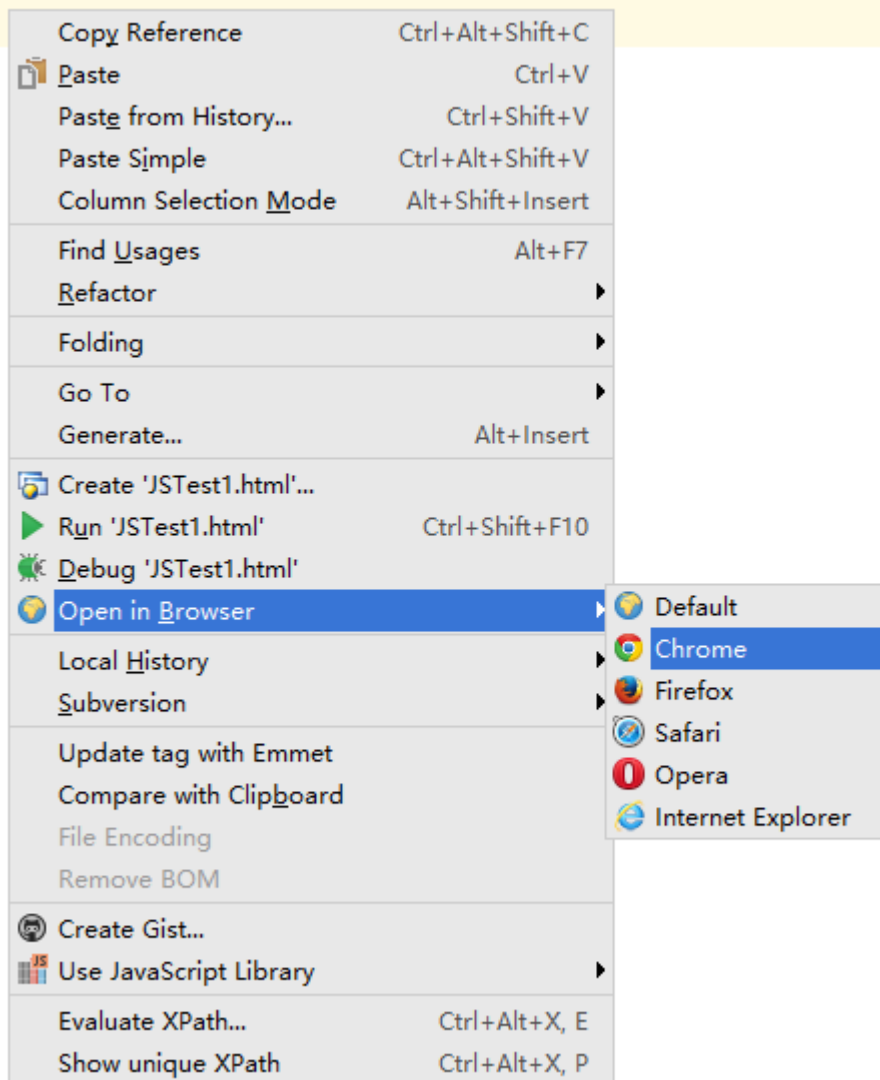 Copy Reference Ctrl+Alt+Shift+C
Paste Ctrl+V
Paste from History... Ctrl+Shift+V
Paste Simple Ctrl+Alt+Shift+V
Column Selection Mode Alt+Shift+Insert
Find Usages Alt+F7
Refactor
Folding
Go To
Generate... Alt+Insert
Create 'JSTest1.html'...
Run 'JSTest1.html' Ctrl+Shift+F10
Debug 'JSTest1.html'
Open in Browser
Default
Chrome
Firefox
Safari
Opera
Internet Explorer
Local History
Subversion
Update tag with Emmet
Compare with Clipboard
File Encoding
Remove BOM
Create Gist...
JS
Use JavaScript Library
Evaluate XPath... Ctrl+Alt+X, E
Show unique XPath Ctrl+Alt+X, P